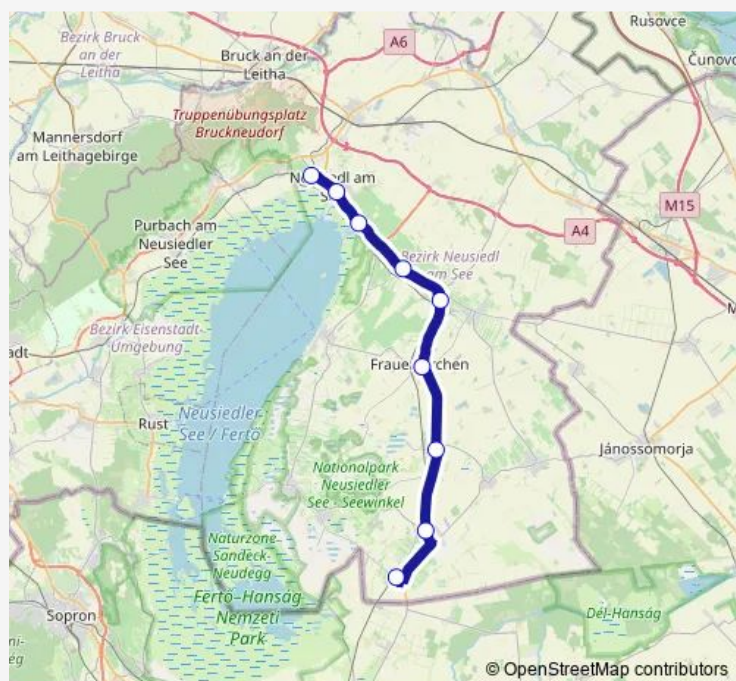 Rusovce
Bezirk Bruck
an der
Leitha
Bruck an der
Leitha
A6
Čunovo
Truppenübungsplatz
Bruckneudorf
Mannersdorf
am Leithagebirge
M15
Purbach am
Neusiedler
See
A4
Bezirk Neusiedl
am See
Bezirk Eisenstadt-
Umgebung
Neusiedler
See / Fertő
Rust
Jánossomorja
Nationalpark
Neusiedler
See - Seewinkel
Naturzone
Sandeck-
Neudegg
Fertő-Hanság
Nemzeti
Park
Sopron
Dél-Hanság
© OpenStreetMap contributors